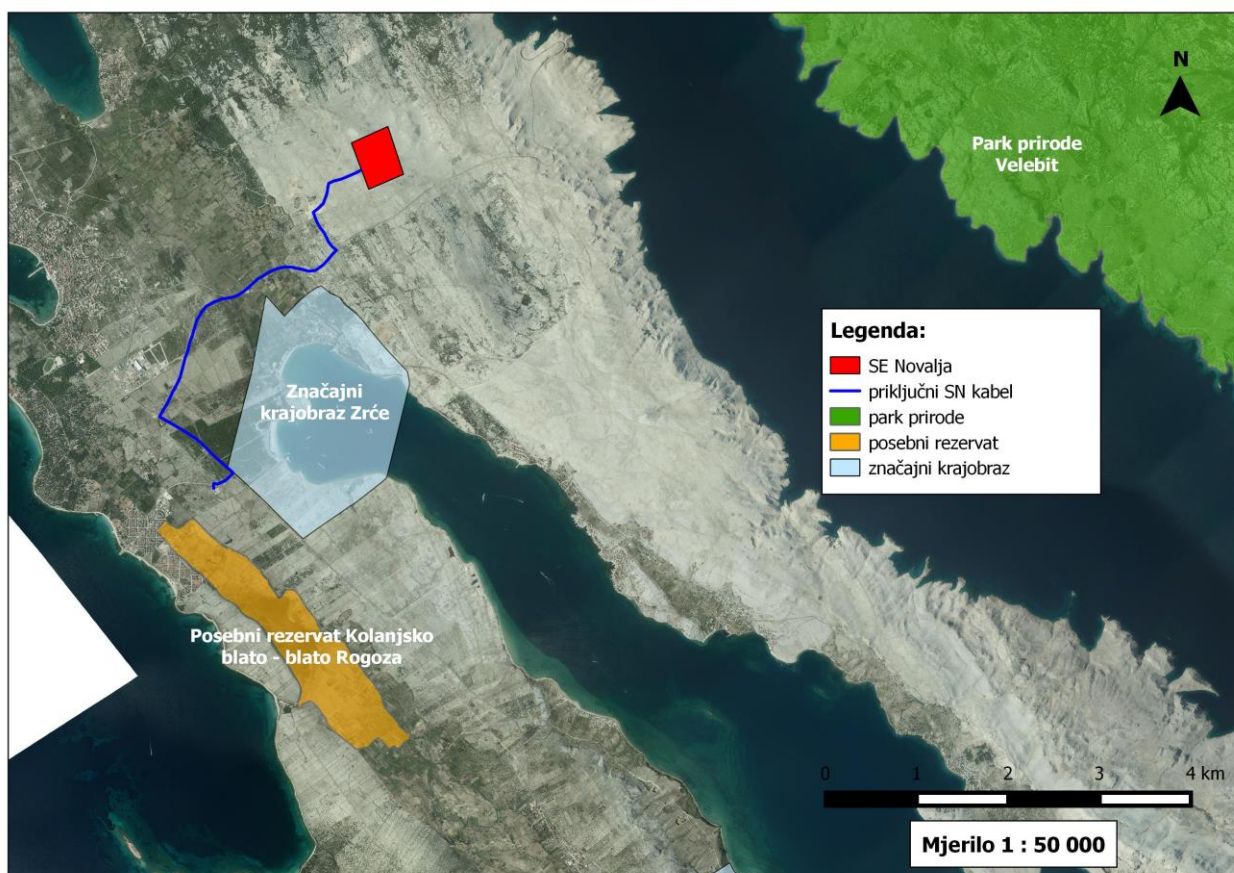 N
Park prirode
Velebit
Legenda:
SE Novalja
priključni SN kabel
park prirode
posebni rezervat
značajni krajobraz
Značajni
krajobraz Zrće
Posebni rezervat Kolanjsko
blato - blato Rogoza
0 1 2 3 4 km
Mjerilo 1 : 50 000